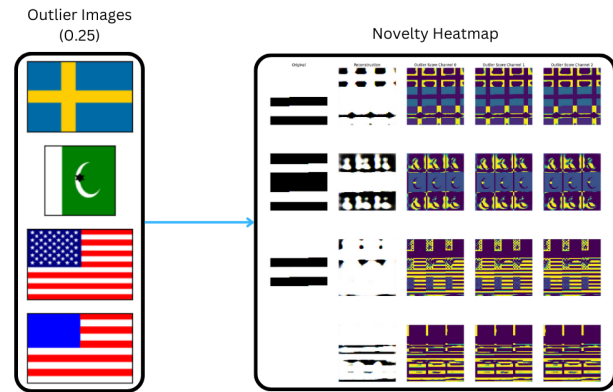 Outlier Images
(0.25)
Novelty Heatmap
Original
Reconstruction
Outlier Score Channel 0
Outlier Score Channel 1
Outlier Score Channel 2